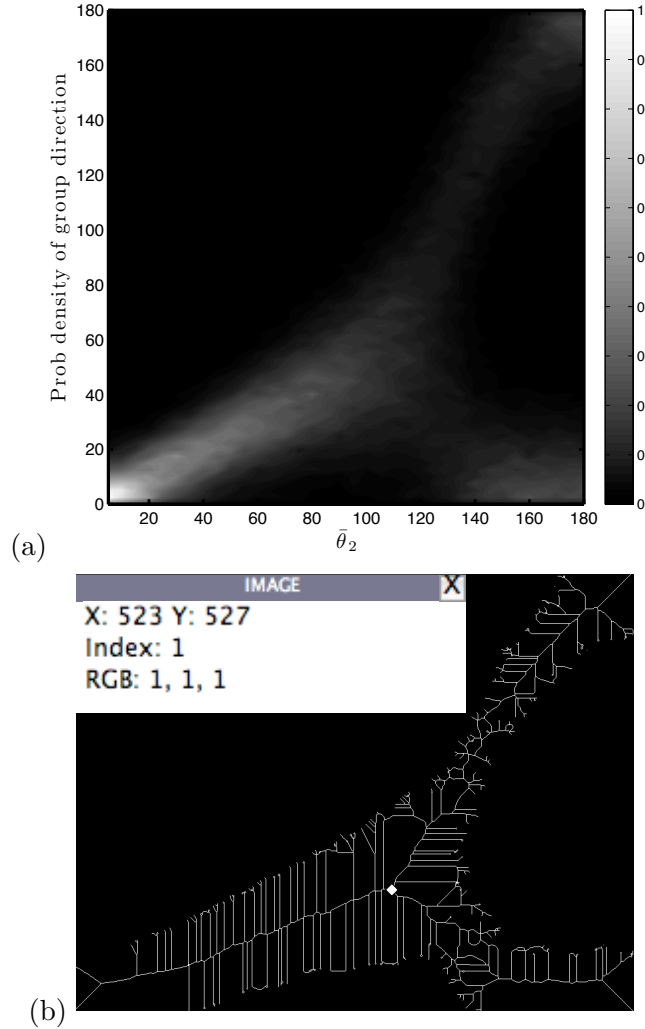 180
160
140
120
100
80
60
40
20
0
Prob density of group direction
20 40 60 80 100 120 140 160 180
θ̄₂
1
0
0
0
0
0
0
0
0
0
0
(a)
IMAGE X
X: 523 Y: 527
Index: 1
RGB: 1, 1, 1
(b)